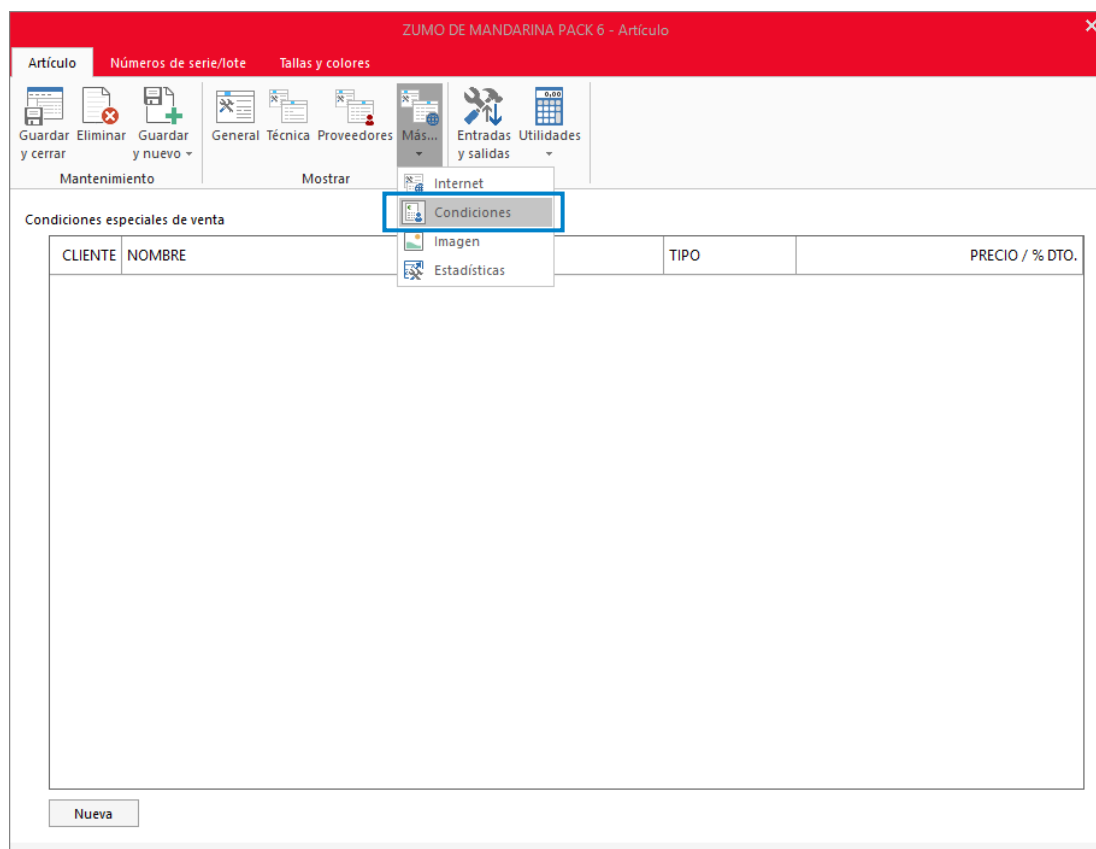 ZUMO DE MANDARINA PACK 6 - Artículo
Artículo Números de serie/lote Tallas y colores
Guardar y cerrar
Eliminar
Guardar y nuevo
General
Técnica
Proveedores
Más...
Entradas y salidas
0,00
Utilidades
Mantenimiento
Mostrar
Internet
Condiciones
Imagen
Estadísticas
Condiciones especiales de venta
CLIENTE NOMBRE TIPO PRECIO / % DTO.
Nueva